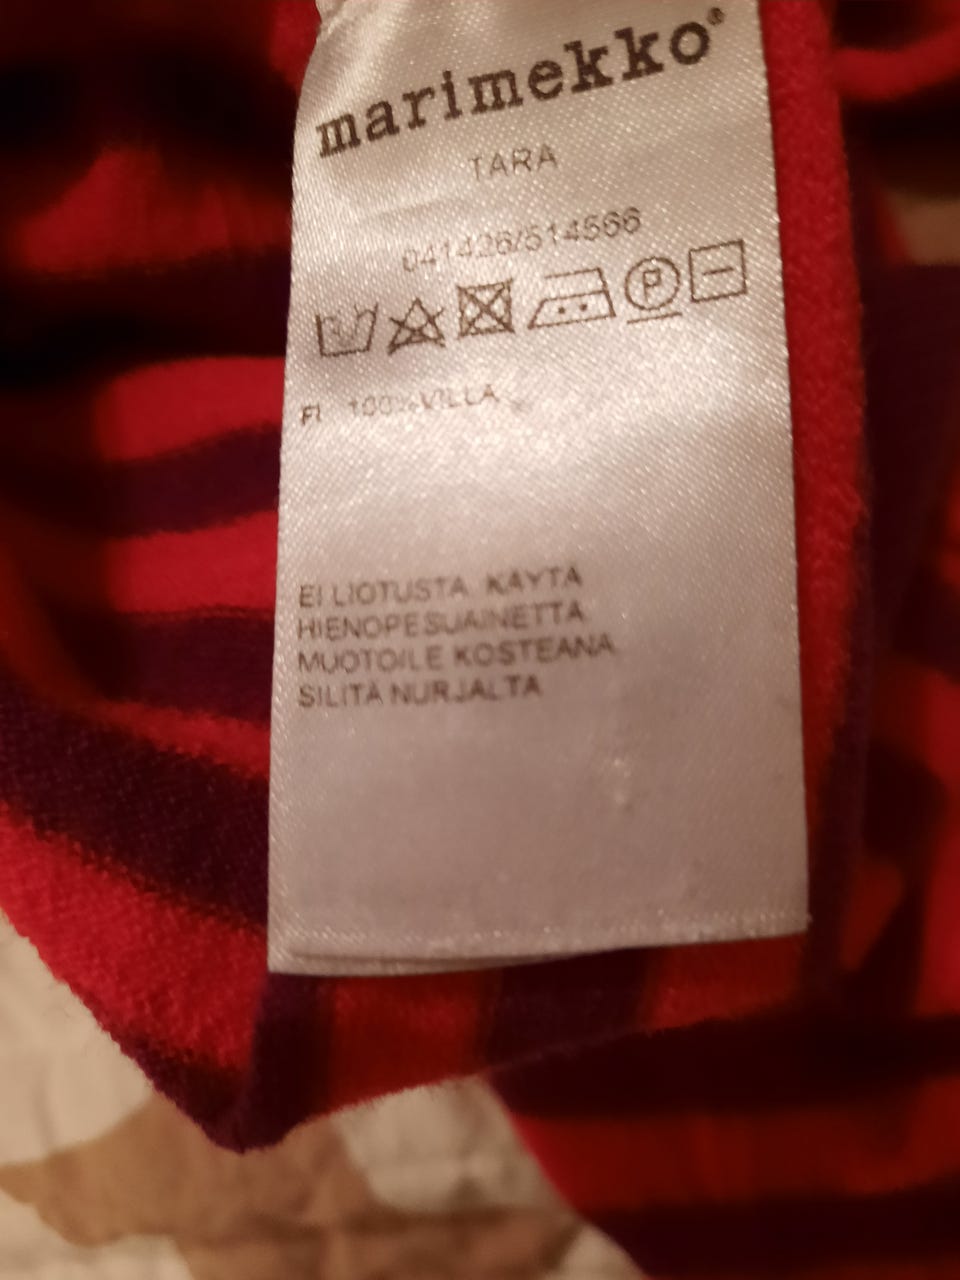 marimekko®
TARA
041426/514566
P
FI 100% VILLA
EI LIOTUSTA KÄYTÄ
HIENOPESUAINETTA
MUOTOILE KOSTEANA
SILITÄ NURJALTA